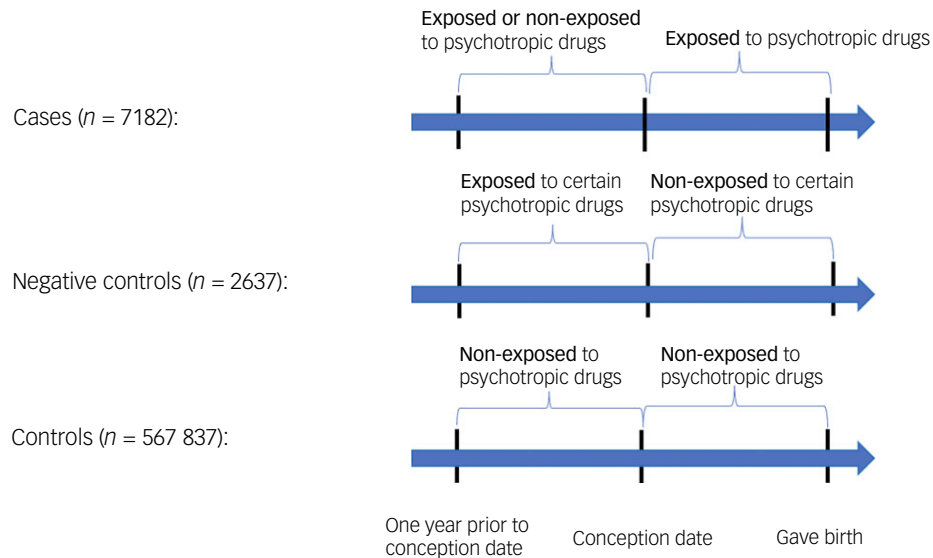 Exposed or non-exposed
to psychotropic drugs
Exposed to psychotropic drugs
Cases (n = 7182):
Exposed to certain
psychotropic drugs
Non-exposed to certain
psychotropic drugs
Negative controls (n = 2637):
Non-exposed to
psychotropic drugs
Non-exposed to
psychotropic drugs
Controls (n = 567 837):
One year prior to
conception date
Conception date
Gave birth